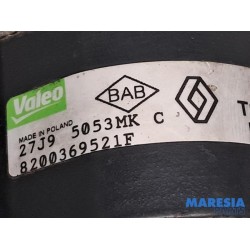 Valeo
BAB
T
MADE IN POLAND
27J9 5053MK C
8200369521F
MARESIA